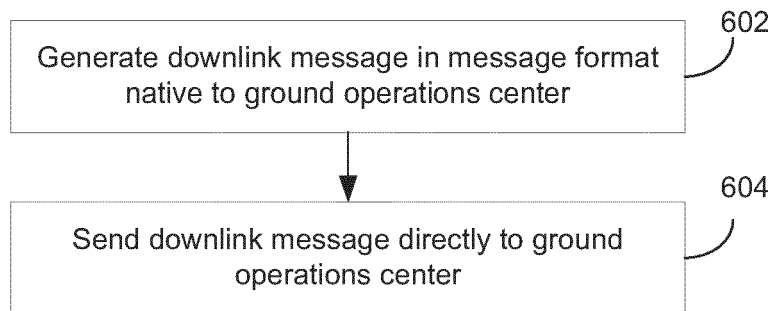 602
Generate downlink message in message format
native to ground operations center
604
Send downlink message directly to ground
operations center